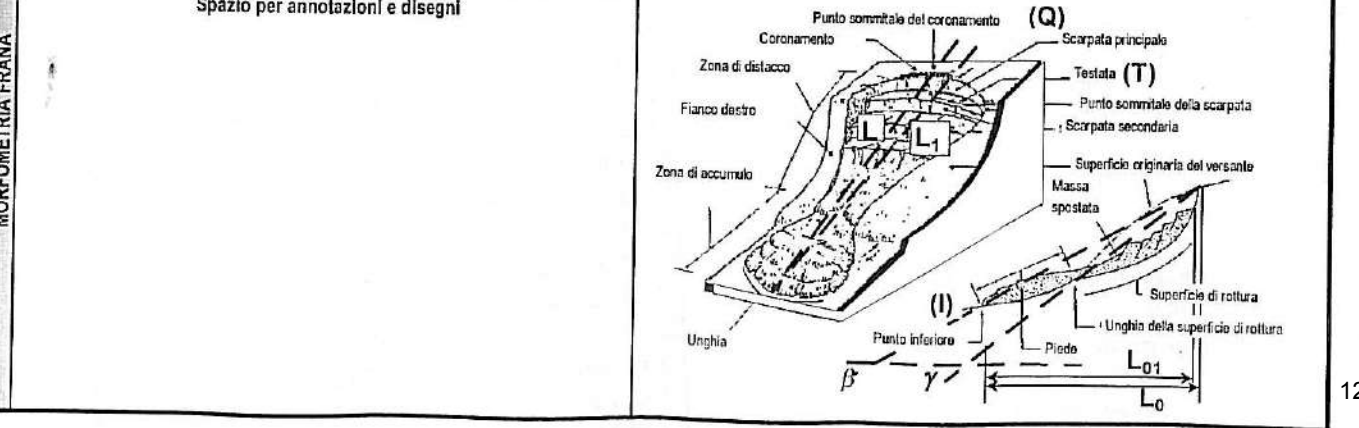 MORFOMETRIA FRANA
Spazio per annotazioni e disegni
Punto sommitale del coronamento (Q)
Coronamento
Scarpata principale
Zona di distacco
Testata (T)
Fianco destro
Punto sommitale della scarpata
Scarpata secondaria
L
L1
Superficie originaria del versante
Zona di accumulo
Massa
spostata
(I)
Superficie di rottura
Unghia della superficie di rottura
Unghia
Punto inferiore
Piede
β
γ
L01
L0
12